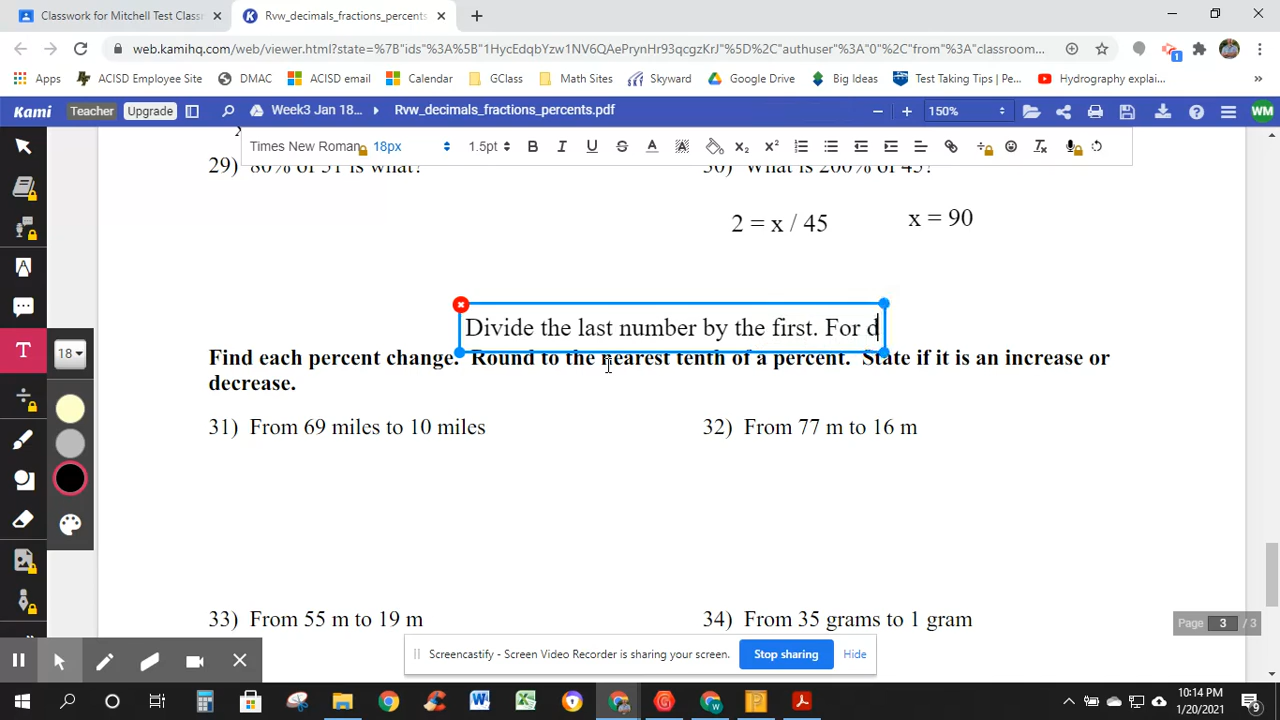 Classwork for Mitchell Test Classr
Rvw_decimals_fractions_percents
web.kamihq.com/web/viewer.html?state=%7B"ids"%3A%5B"1HycEdqbYzw1NV6QAePrynHr93qcgzKrJ"%5D%2C"authuser"%3A"0"%2C"from"%3A"classroom...
1
Apps ACISD Employee Site DMAC ACISD email Calendar GClass Math Sites Skyward Google Drive Big Ideas Test Taking Tips | Pe... Hydrography explai... »
Kami Teacher Upgrade Week3 Jan 18... Rvw_decimals_fractions_percents.pdf 150% WM
Times New Roman 18px 1.5pt B I U S A A X₂ X²
29) 80% of 51 is what?
30) What is 200% of 45?
2 = x / 45
x = 90
Divide the last number by the first. For d
Find each percent change. Round to the nearest tenth of a percent. State if it is an increase or
decrease.
T 18
31) From 69 miles to 10 miles
32) From 77 m to 16 m
33) From 55 m to 19 m
34) From 35 grams to 1 gram
Page 3 / 3
Screencastify - Screen Video Recorder is sharing your screen. Stop sharing Hide
10:14 PM
1/20/2021
9